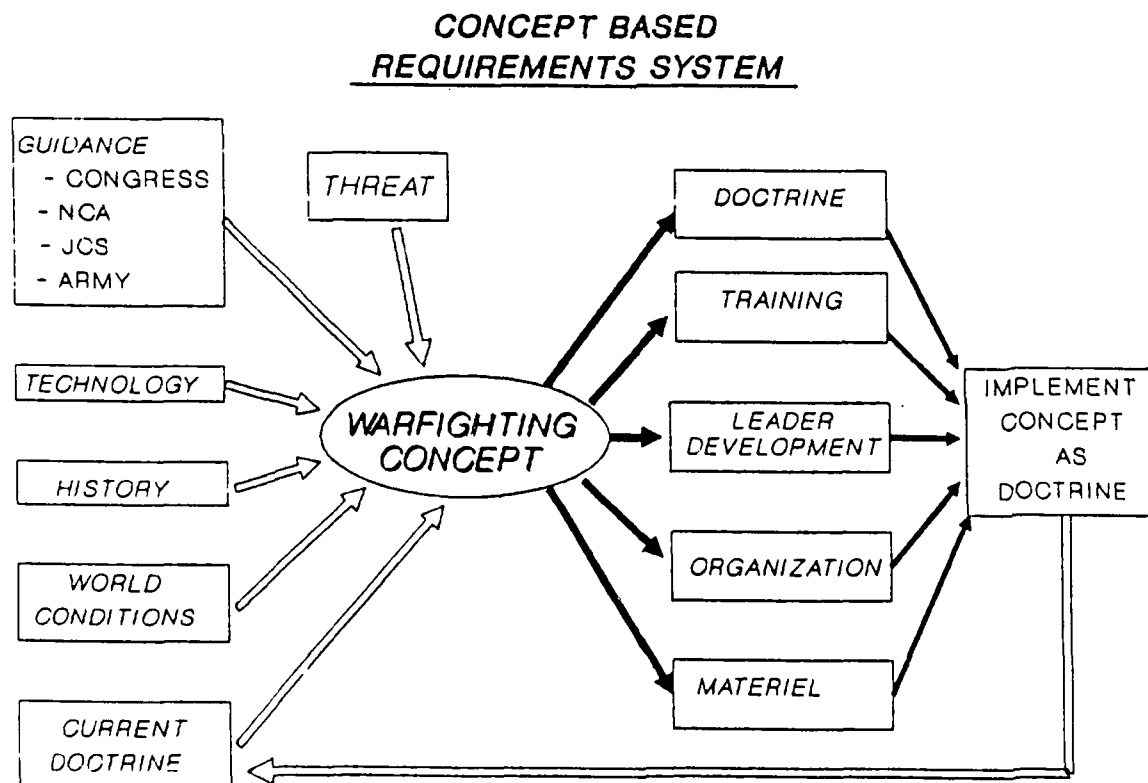 CONCEPT BASED
REQUIREMENTS SYSTEM
GUIDANCE
- CONGRESS
- NCA
- JCS
- ARMY
THREAT
TECHNOLOGY
HISTORY
WORLD
CONDITIONS
CURRENT
DOCTRINE
WARFIGHTING
CONCEPT
DOCTRINE
TRAINING
LEADER
DEVELOPMENT
ORGANIZATION
MATERIEL
IMPLEMENT
CONCEPT
AS
DOCTRINE